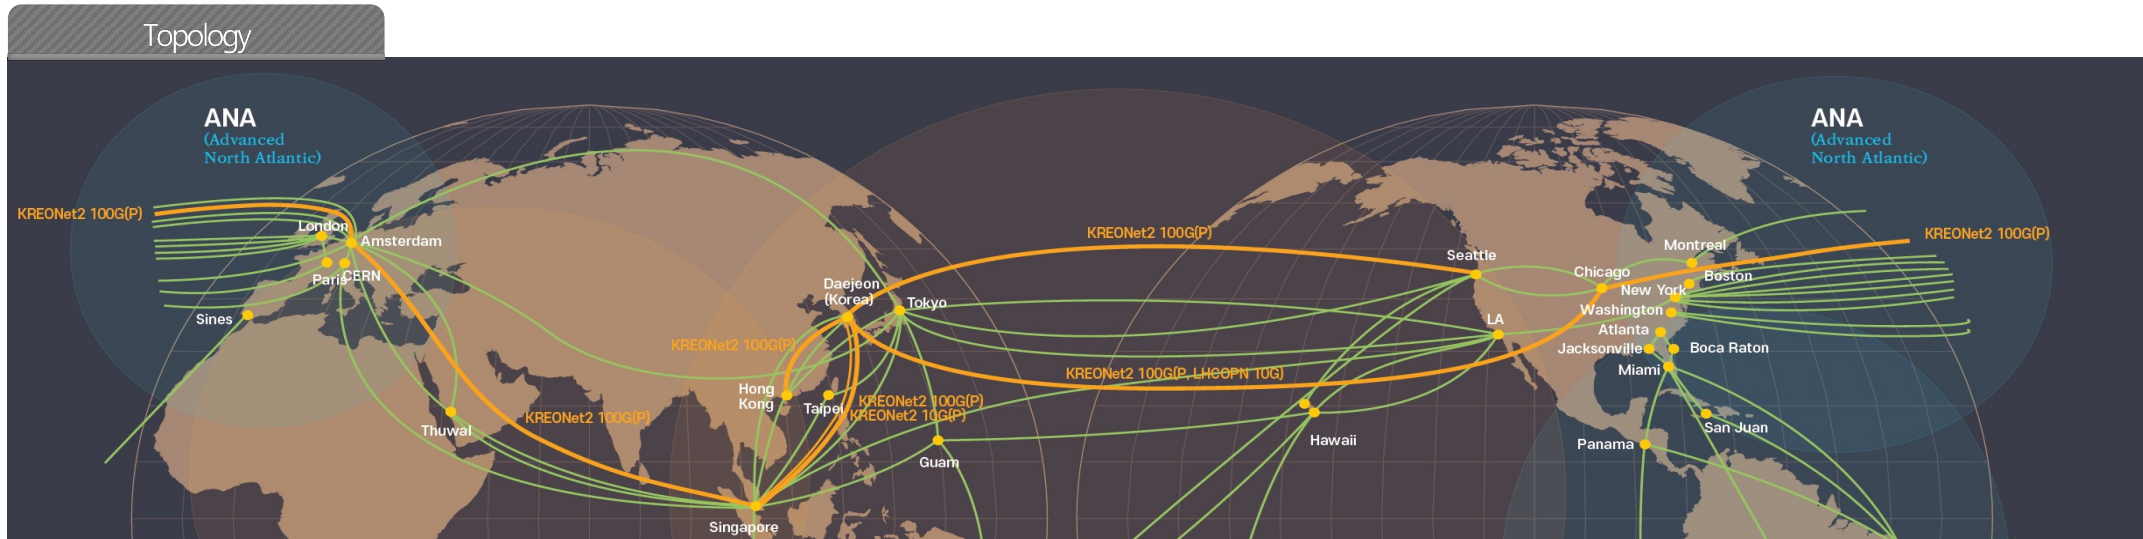 Topology
ANA
(Advanced
North Atlantic)
ANA
(Advanced
North Atlantic)
KREONet2 100G(P)
London
Amsterdam
Paris
CERN
Sines
Thuwal
KREONet2 100G(P)
Daejeon
(Korea)
Tokyo
KREONet2 100G(P)
Hong
Kong
Taipei
KREONet2 100G(P)
KREONet2 10G(P)
Guam
Singapore
KREONet2 100G(P)
KREONet2 100G(P, LHCOPN 10G)
Hawaii
Seattle
LA
Chicago
Montreal
Boston
New York
Washington
Atlanta
Jacksonville
Boca Raton
Miami
San Juan
Panama
KREONet2 100G(P)